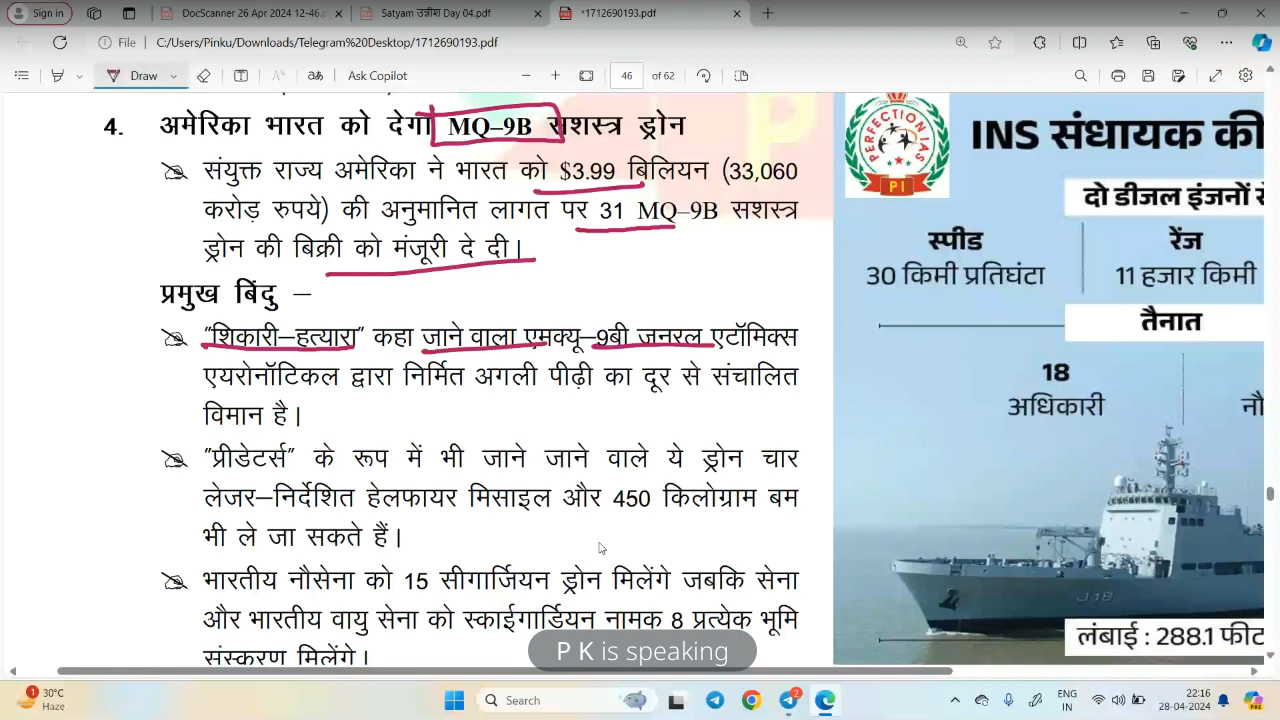 Sign in
DocScanner 26 Apr 2024 12-46.p
Satyam उन्नीस Day 04.pdf
*1712690193.pdf
File
C:/Users/Pinku/Downloads/Telegram%20Desktop/1712690193.pdf
Draw
Ask Copilot
46 of 62
4. अमेरिका भारत को देगा MQ–9B सशस्त्र ड्रोन
संयुक्त राज्य अमेरिका ने भारत को $3.99 बिलियन (33,060
करोड़ रुपये) की अनुमानित लागत पर 31 MQ–9B सशस्त्र
ड्रोन की बिक्री को मंजूरी दे दी।
प्रमुख बिंदु –
"शिकारी–हत्यारा" कहा जाने वाला एमक्यू–9बी जनरल एटॉमिक्स
एयरोनॉटिकल द्वारा निर्मित अगली पीढ़ी का दूर से संचालित
विमान है।
"प्रीडेटर्स" के रूप में भी जाने जाने वाले ये ड्रोन चार
लेजर–निर्देशित हेलफायर मिसाइल और 450 किलोग्राम बम
भी ले जा सकते हैं।
भारतीय नौसेना को 15 सीगार्जियन ड्रोन मिलेंगे जबकि सेना
और भारतीय वायु सेना को स्काईगार्डियन नामक 8 प्रत्येक भूमि
संस्करण मिलेंगे।
PERFECTION IAS
PI
INS संधायक की
दो डीजल इंजनों से
स्पीड
30 किमी प्रतिघंटा
रेंज
11 हजार किमी
तैनात
18
अधिकारी
नौ
J18
लंबाई : 288.1 फीट
P K is speaking
1
30°C
Haze
Search
2
ENG
IN
22:16
28-04-2024